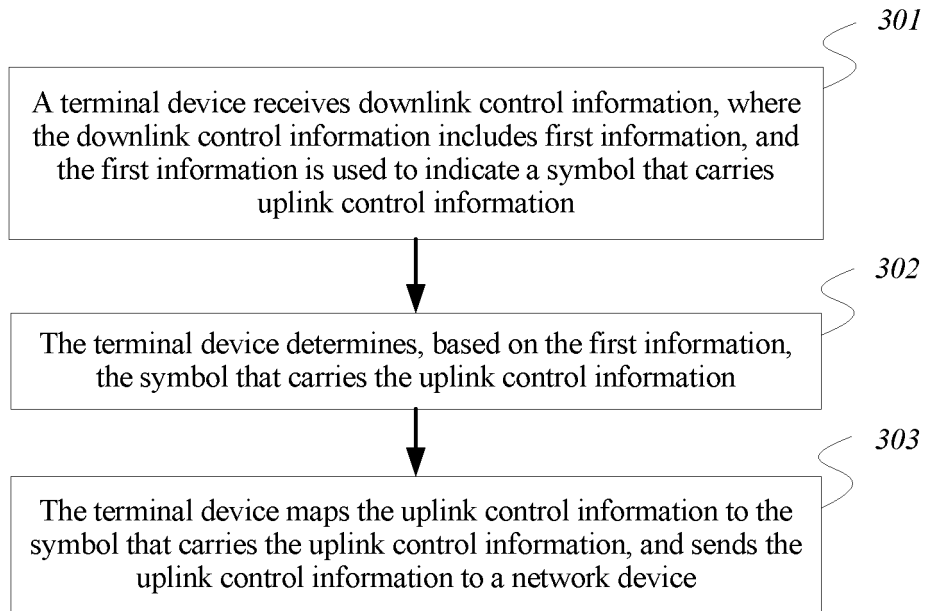 301
A terminal device receives downlink control information, where
the downlink control information includes first information, and
the first information is used to indicate a symbol that carries
uplink control information
302
The terminal device determines, based on the first information,
the symbol that carries the uplink control information
303
The terminal device maps the uplink control information to the
symbol that carries the uplink control information, and sends the
uplink control information to a network device